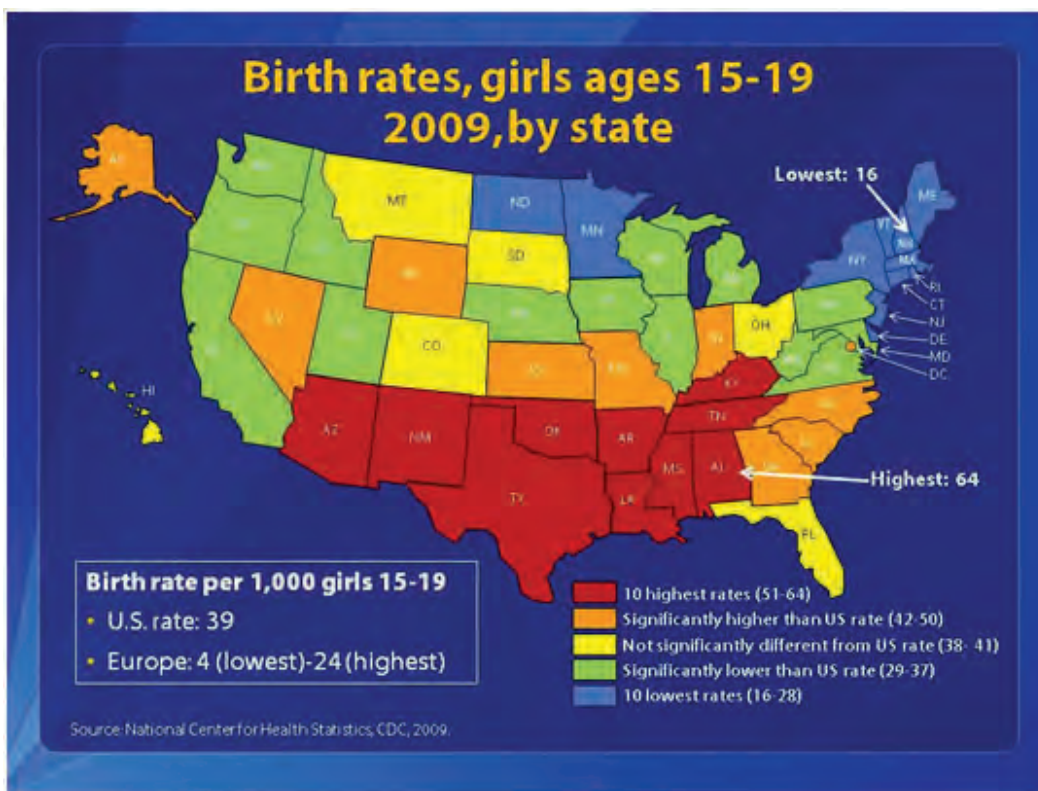 Birth rates, girls ages 15-19
2009, by state
Lowest: 16
ME
VT
NH
MA
NY
RI
CT
NJ
DE
MD
DC
MT
ND
MN
SD
CO
OH
HI
AZ
NM
OK
AR
TX
LA
MS
AL
TN
KY
FL
Highest: 64
Birth rate per 1,000 girls 15-19
• U.S. rate: 39
• Europe: 4 (lowest)-24 (highest)
10 highest rates (51-64)
Significantly higher than US rate (42-50)
Not significantly different from US rate (38- 41)
Significantly lower than US rate (29-37)
10 lowest rates (16-28)
Source: National Center for Health Statistics, CDC, 2009.